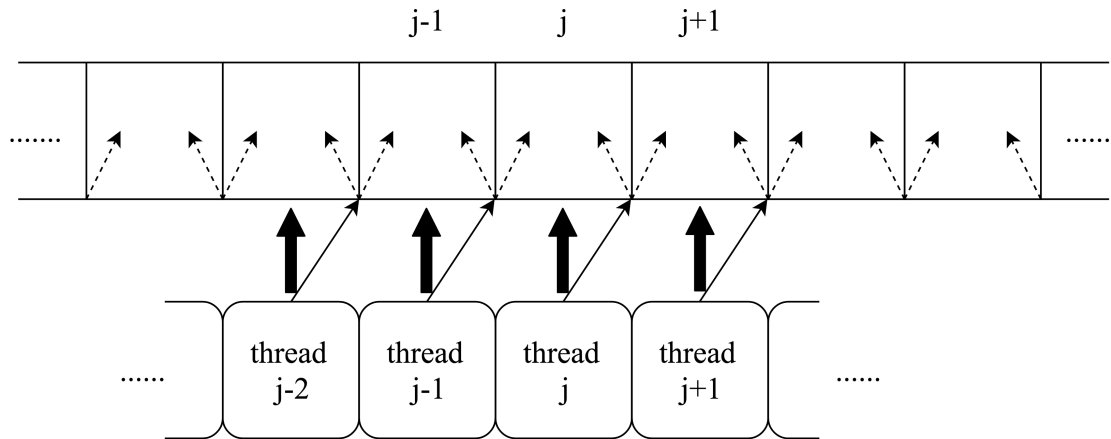 j-1 j j+1
....... ......
thread thread thread thread
j-2 j-1 j j+1
...... ......